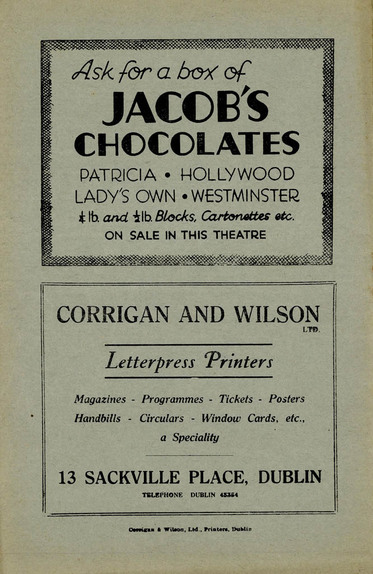 Ask for a box of
JACOB'S
CHOCOLATES
PATRICIA • HOLLYWOOD
LADY'S OWN • WESTMINSTER
¼ lb. and ½ lb. Blocks, Cartonettes etc.
ON SALE IN THIS THEATRE
CORRIGAN AND WILSON
LTD.
Letterpress Printers
Magazines - Programmes - Tickets - Posters
Handbills - Circulars - Window Cards, etc.,
a Speciality
13 SACKVILLE PLACE, DUBLIN
TELEPHONE DUBLIN
Corrigan & Wilson, Ltd., Printers, Dublin